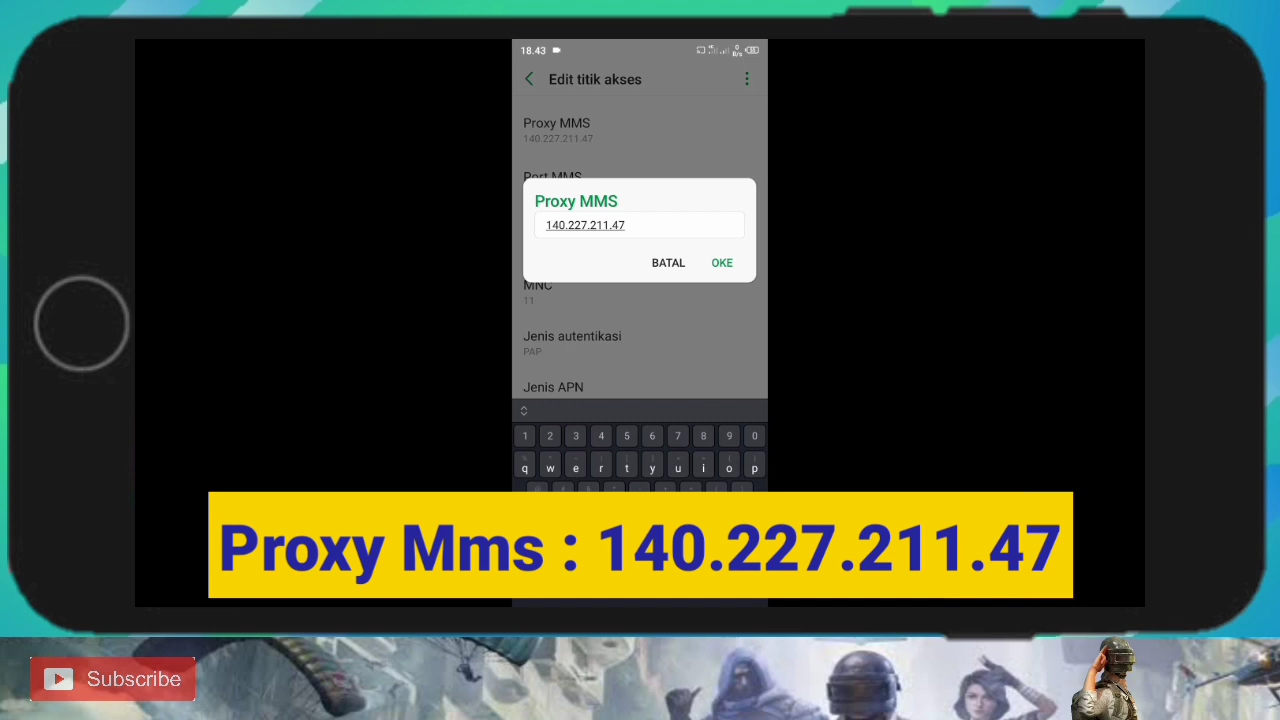 18.43
Edit titik akses
Proxy MMS
140.227.211.47
Port MMS
Proxy MMS
140.227.211.47
BATAL OKE
MNC
11
Jenis autentikasi
PAP
Jenis APN
1 2 3 4 5 6 7 8 9 0
q w e r t y u i o p
Proxy Mms : 140.227.211.47
Subscribe